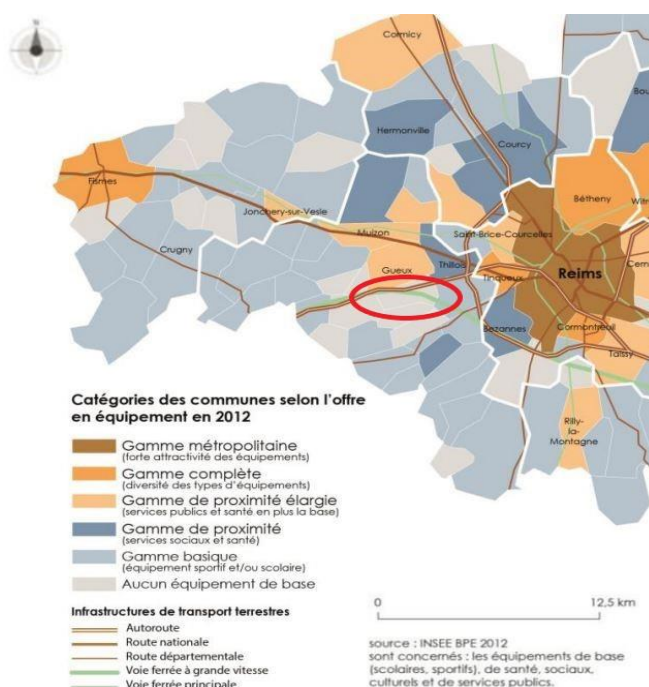 N
Cormicy
Bou
Hermonville
Courcy
Fismes
Bétheny
Witr
Jonchery-sur-Vesle
Muizon
Saint-Brice-Courcelles
Crugny
Gueux
Thillois
Tinqueux
Reims
Cern
Bezannes
Cormontreuil
Taissy
Rilly-
la-
Montagne
Catégories des communes selon l'offre
en équipement en 2012
Gamme métropolitaine
(forte attractivité des équipements)
Gamme complète
(diversité des types d'équipements)
Gamme de proximité élargie
(services publics et santé en plus la base)
Gamme de proximité
(services sociaux et santé)
Gamme basique
(équipement sportif et/ou scolaire)
Aucun équipement de base
Infrastructures de transport terrestres
Autoroute
Route nationale
Route départementale
Voie ferrée à grande vitesse
Voie ferrée principale
0 12,5 km
source : INSEE BPE 2012
sont concernés : les équipements de base
(scolaires, sportifs), de santé, sociaux,
culturels et de services publics.